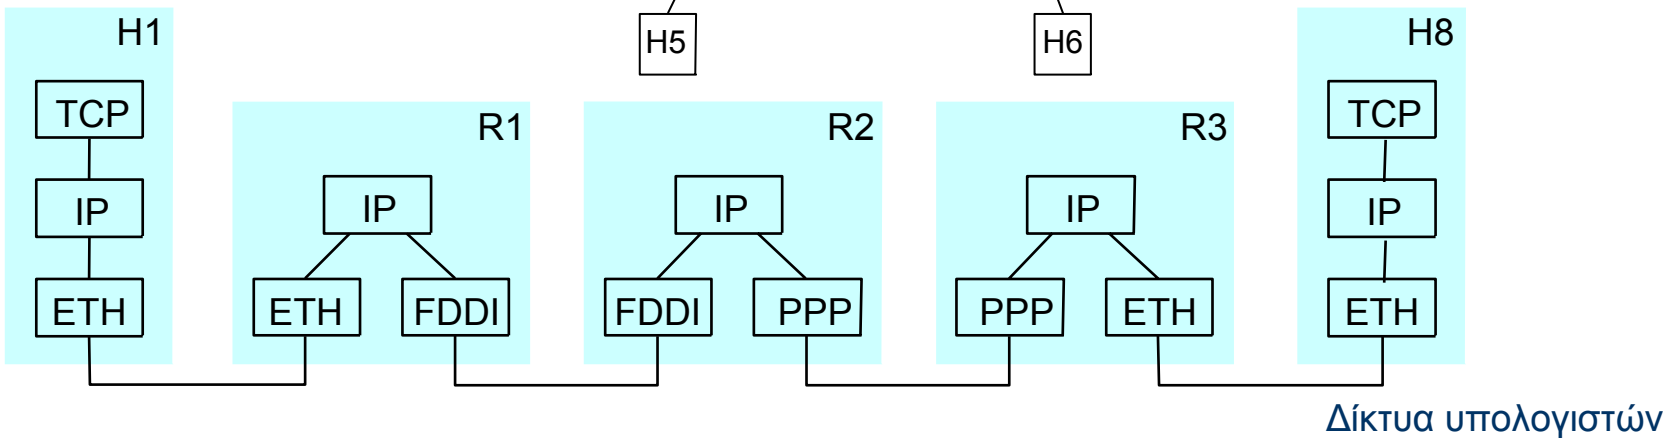 H1
H5
H6
H8
TCP
R1
R2
R3
TCP
IP
IP
IP
IP
IP
ETH
ETH
FDDI
FDDI
PPP
PPP
ETH
ETH
Δίκτυα υπολογιστών